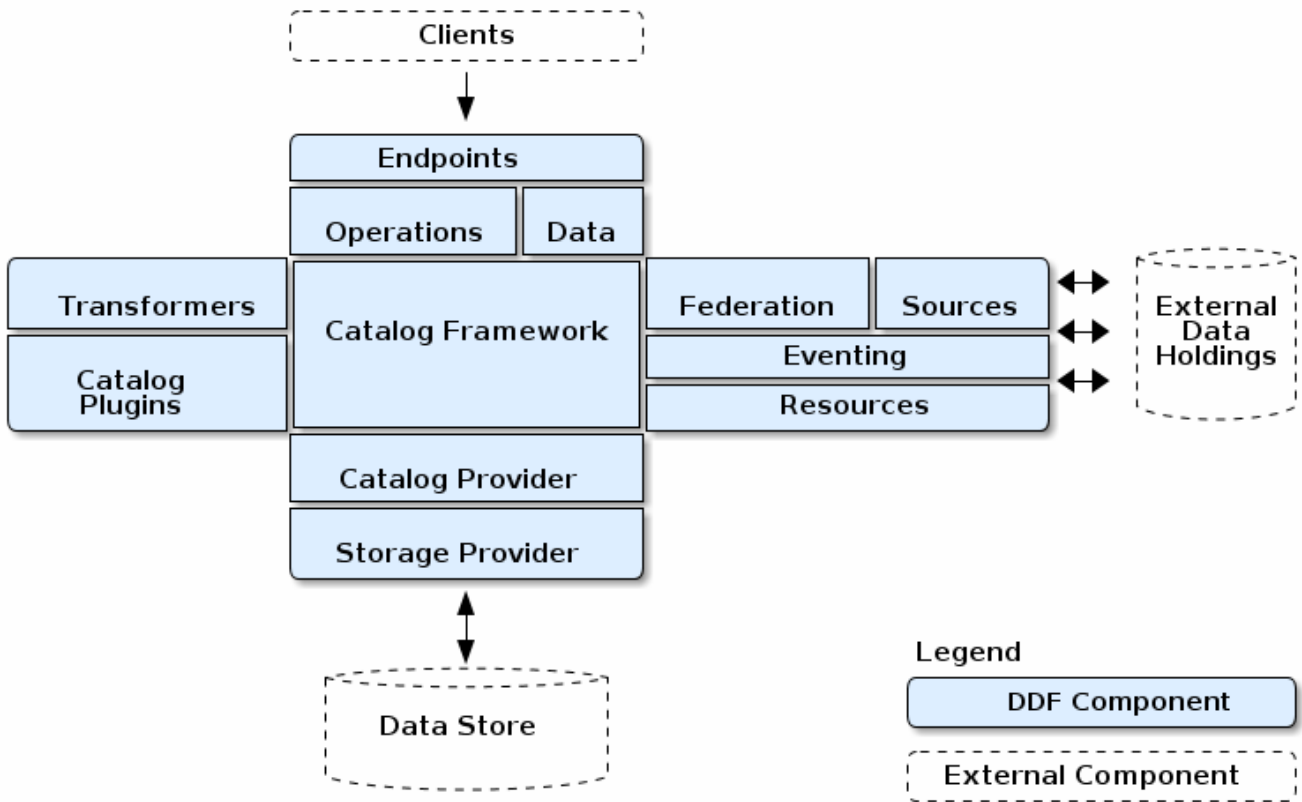 Clients
Endpoints
Operations
Data
Transformers
Catalog Framework
Federation
Sources
External
Data
Holdings
Eventing
Catalog
Plugins
Resources
Catalog Provider
Storage Provider
Legend
DDF Component
Data Store
External Component